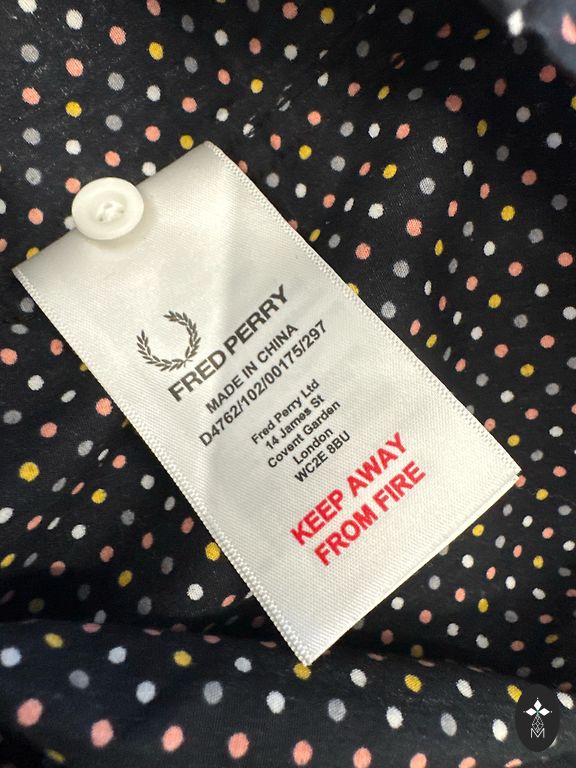 FRED PERRY
MADE IN CHINA
D4762/102/00175/297
Fred Perry Ltd
14 James St
Covent Garden
London
WC2E 8BU
KEEP AWAY
FROM FIRE
M